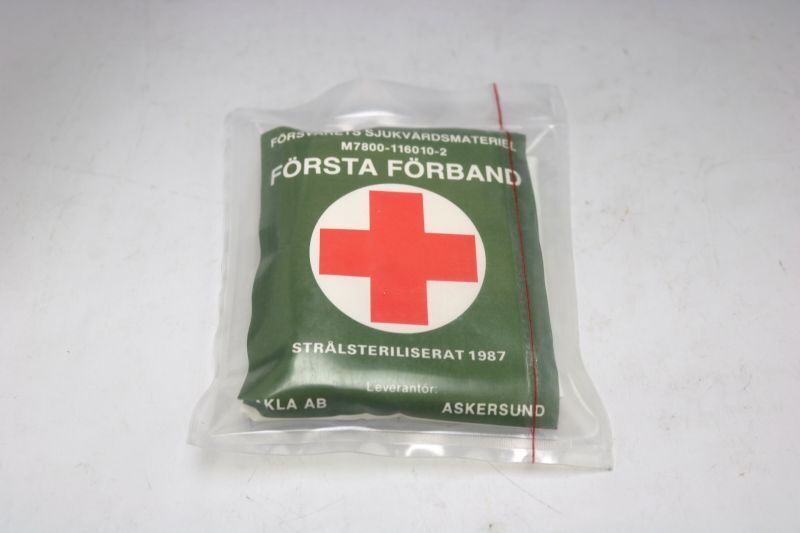 FÖRSVARETS SJUKVÅRDSMATERIEL
M7800-116010-2
FÖRSTA FÖRBAND
STRÅLSTERILISERAT 1987
Leverantör:
AKLA AB ASKERSUND